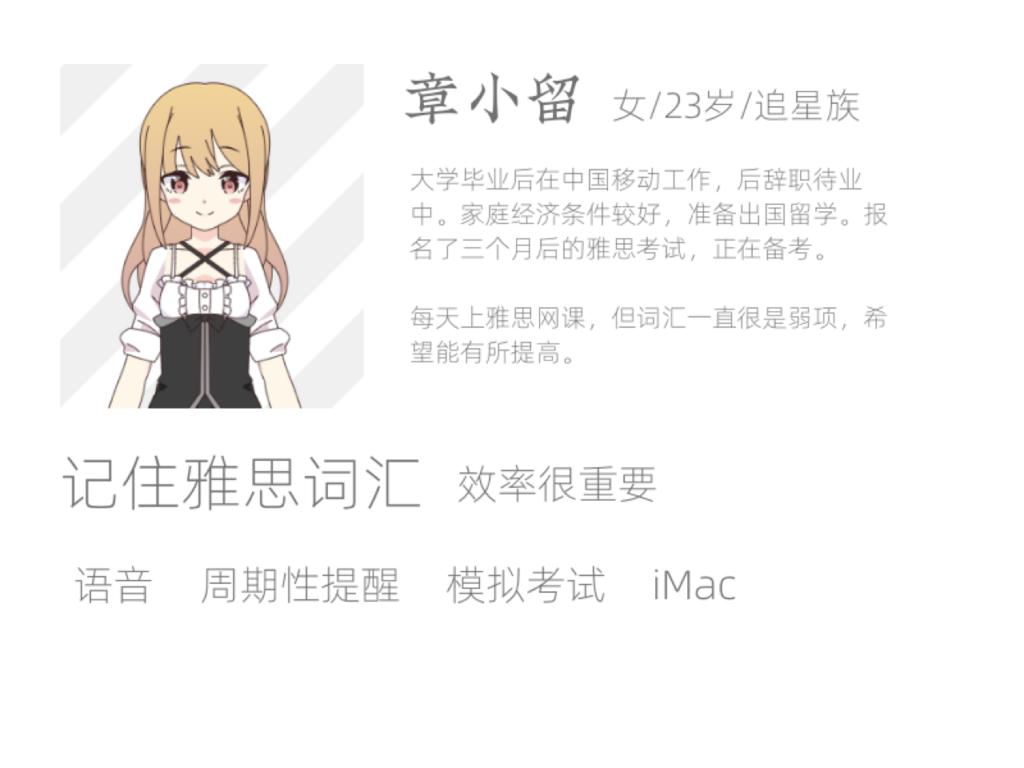 章小留 女/23岁/追星族
大学毕业后在中国移动工作，后辞职待业
中。家庭经济条件较好，准备出国留学。报
名了三个月后的雅思考试，正在备考。
每天上雅思网课，但词汇一直很是弱项，希
望能有所提高。
记住雅思词汇 效率很重要
语音 周期性提醒 模拟考试 iMac